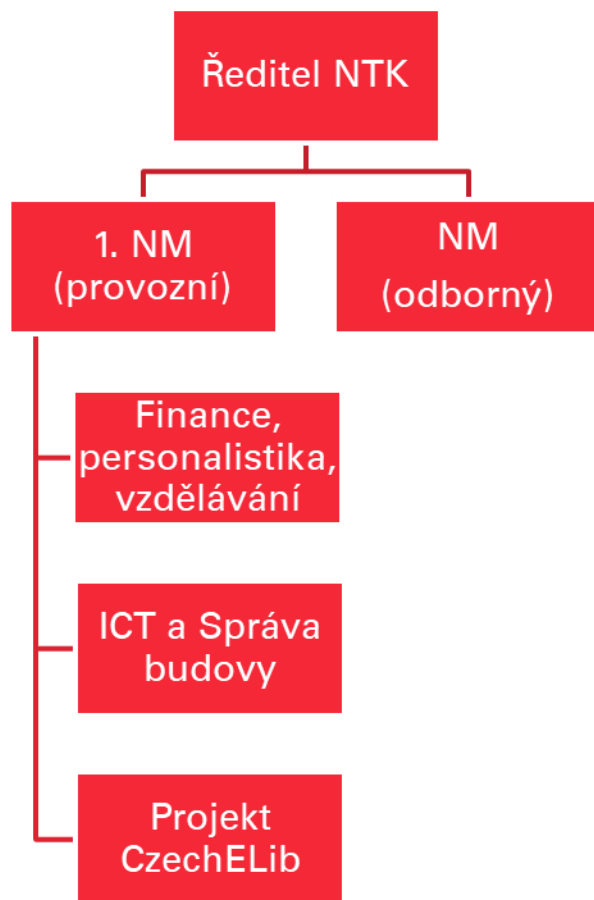 Ředitel NTK
1. NM
(provozní)
NM
(odborný)
Finance,
personalistika,
vzdělávání
ICT a Správa
budovy
Projekt
CzechELib